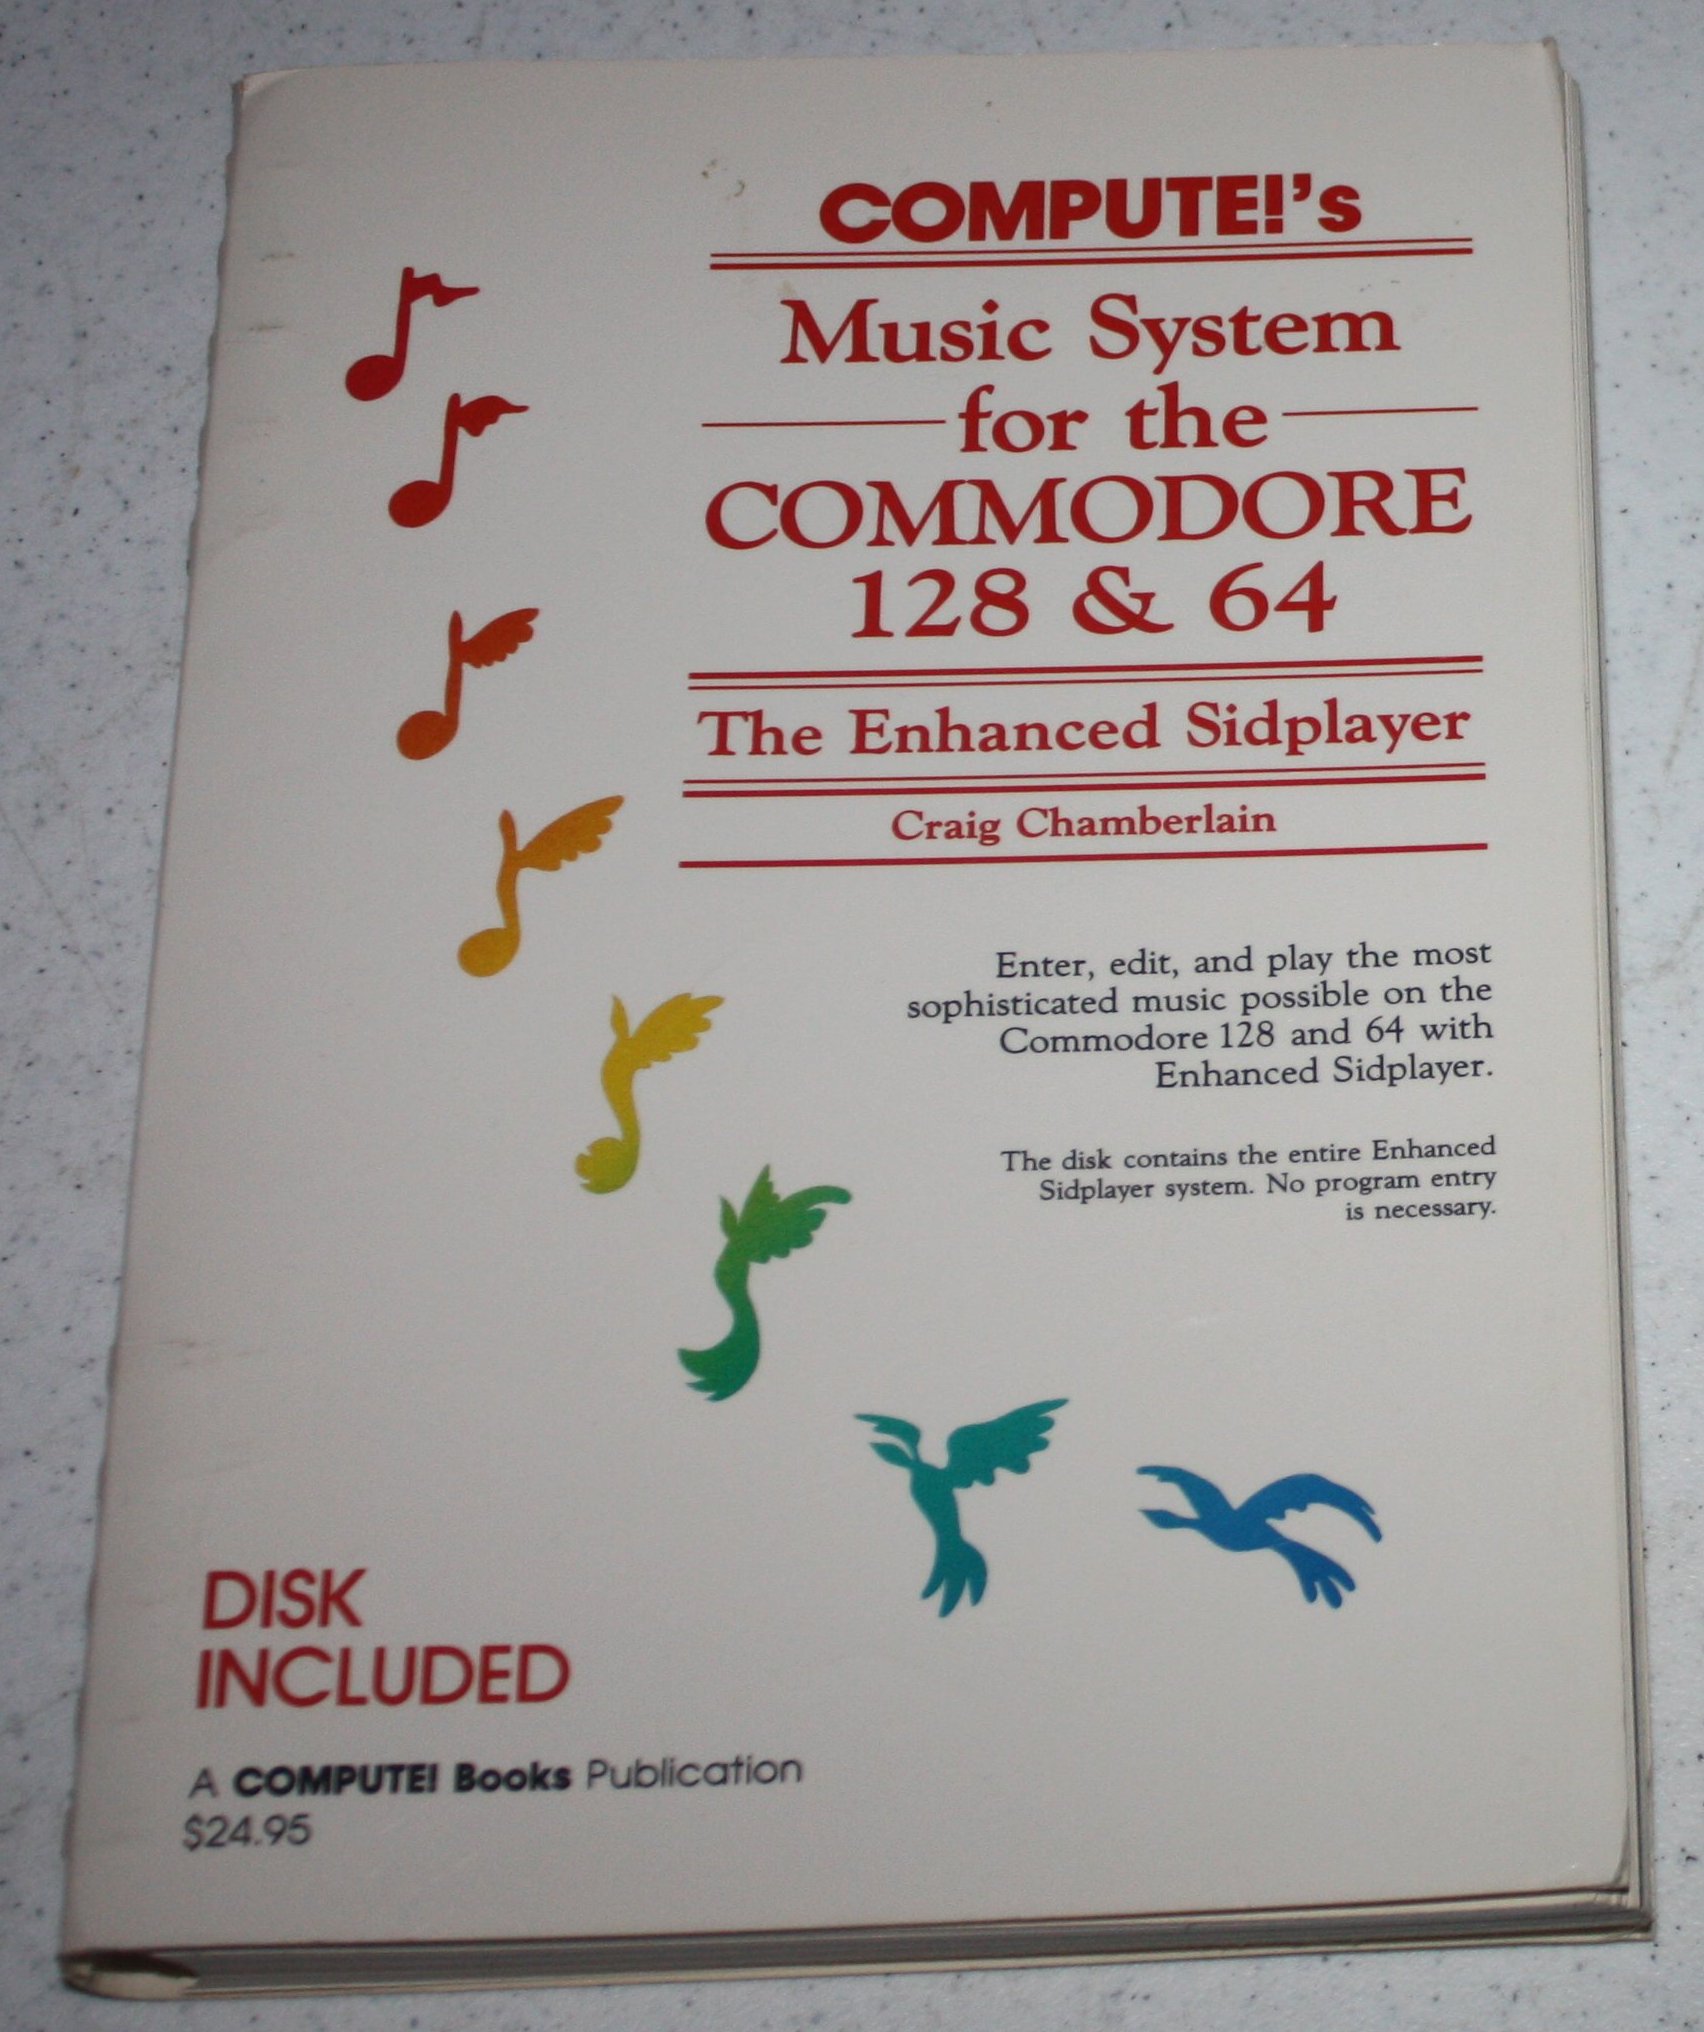 COMPUTE!'s
Music System
for the
COMMODORE
128 & 64
The Enhanced Sidplayer
Craig Chamberlain
Enter, edit, and play the most
sophisticated music possible on the
Commodore 128 and 64 with
Enhanced Sidplayer.
The disk contains the entire Enhanced
Sidplayer system. No program entry
is necessary.
DISK
INCLUDED
A COMPUTE! Books Publication
$24.95